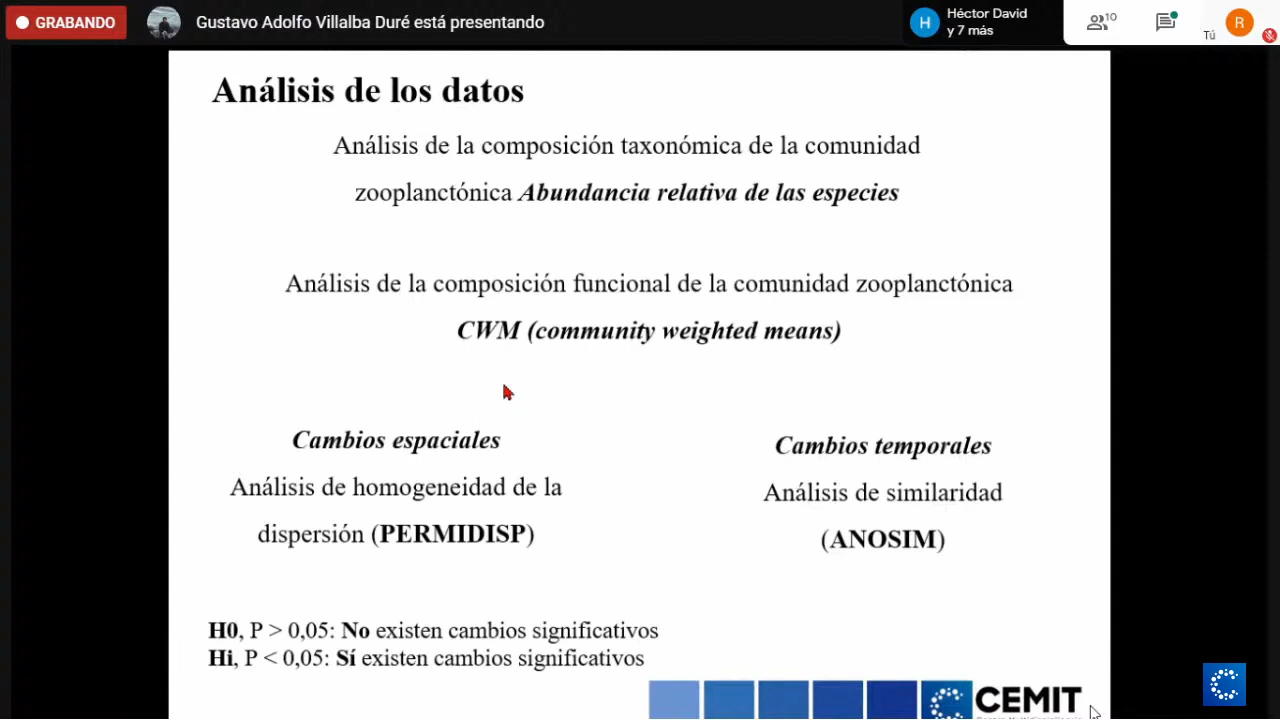 GRABANDO
Gustavo Adolfo Villalba Duré está presentando
H
Héctor David
y 7 más
10
Tú
R
Análisis de los datos
Análisis de la composición taxonómica de la comunidad
zooplanctónica Abundancia relativa de las especies
Análisis de la composición funcional de la comunidad zooplanctónica
CWM (community weighted means)
Cambios espaciales
Análisis de homogeneidad de la
dispersión (PERMIDISP)
Cambios temporales
Análisis de similaridad
(ANOSIM)
H0, P > 0,05: No existen cambios significativos
Hi, P < 0,05: Sí existen cambios significativos
CEMIT